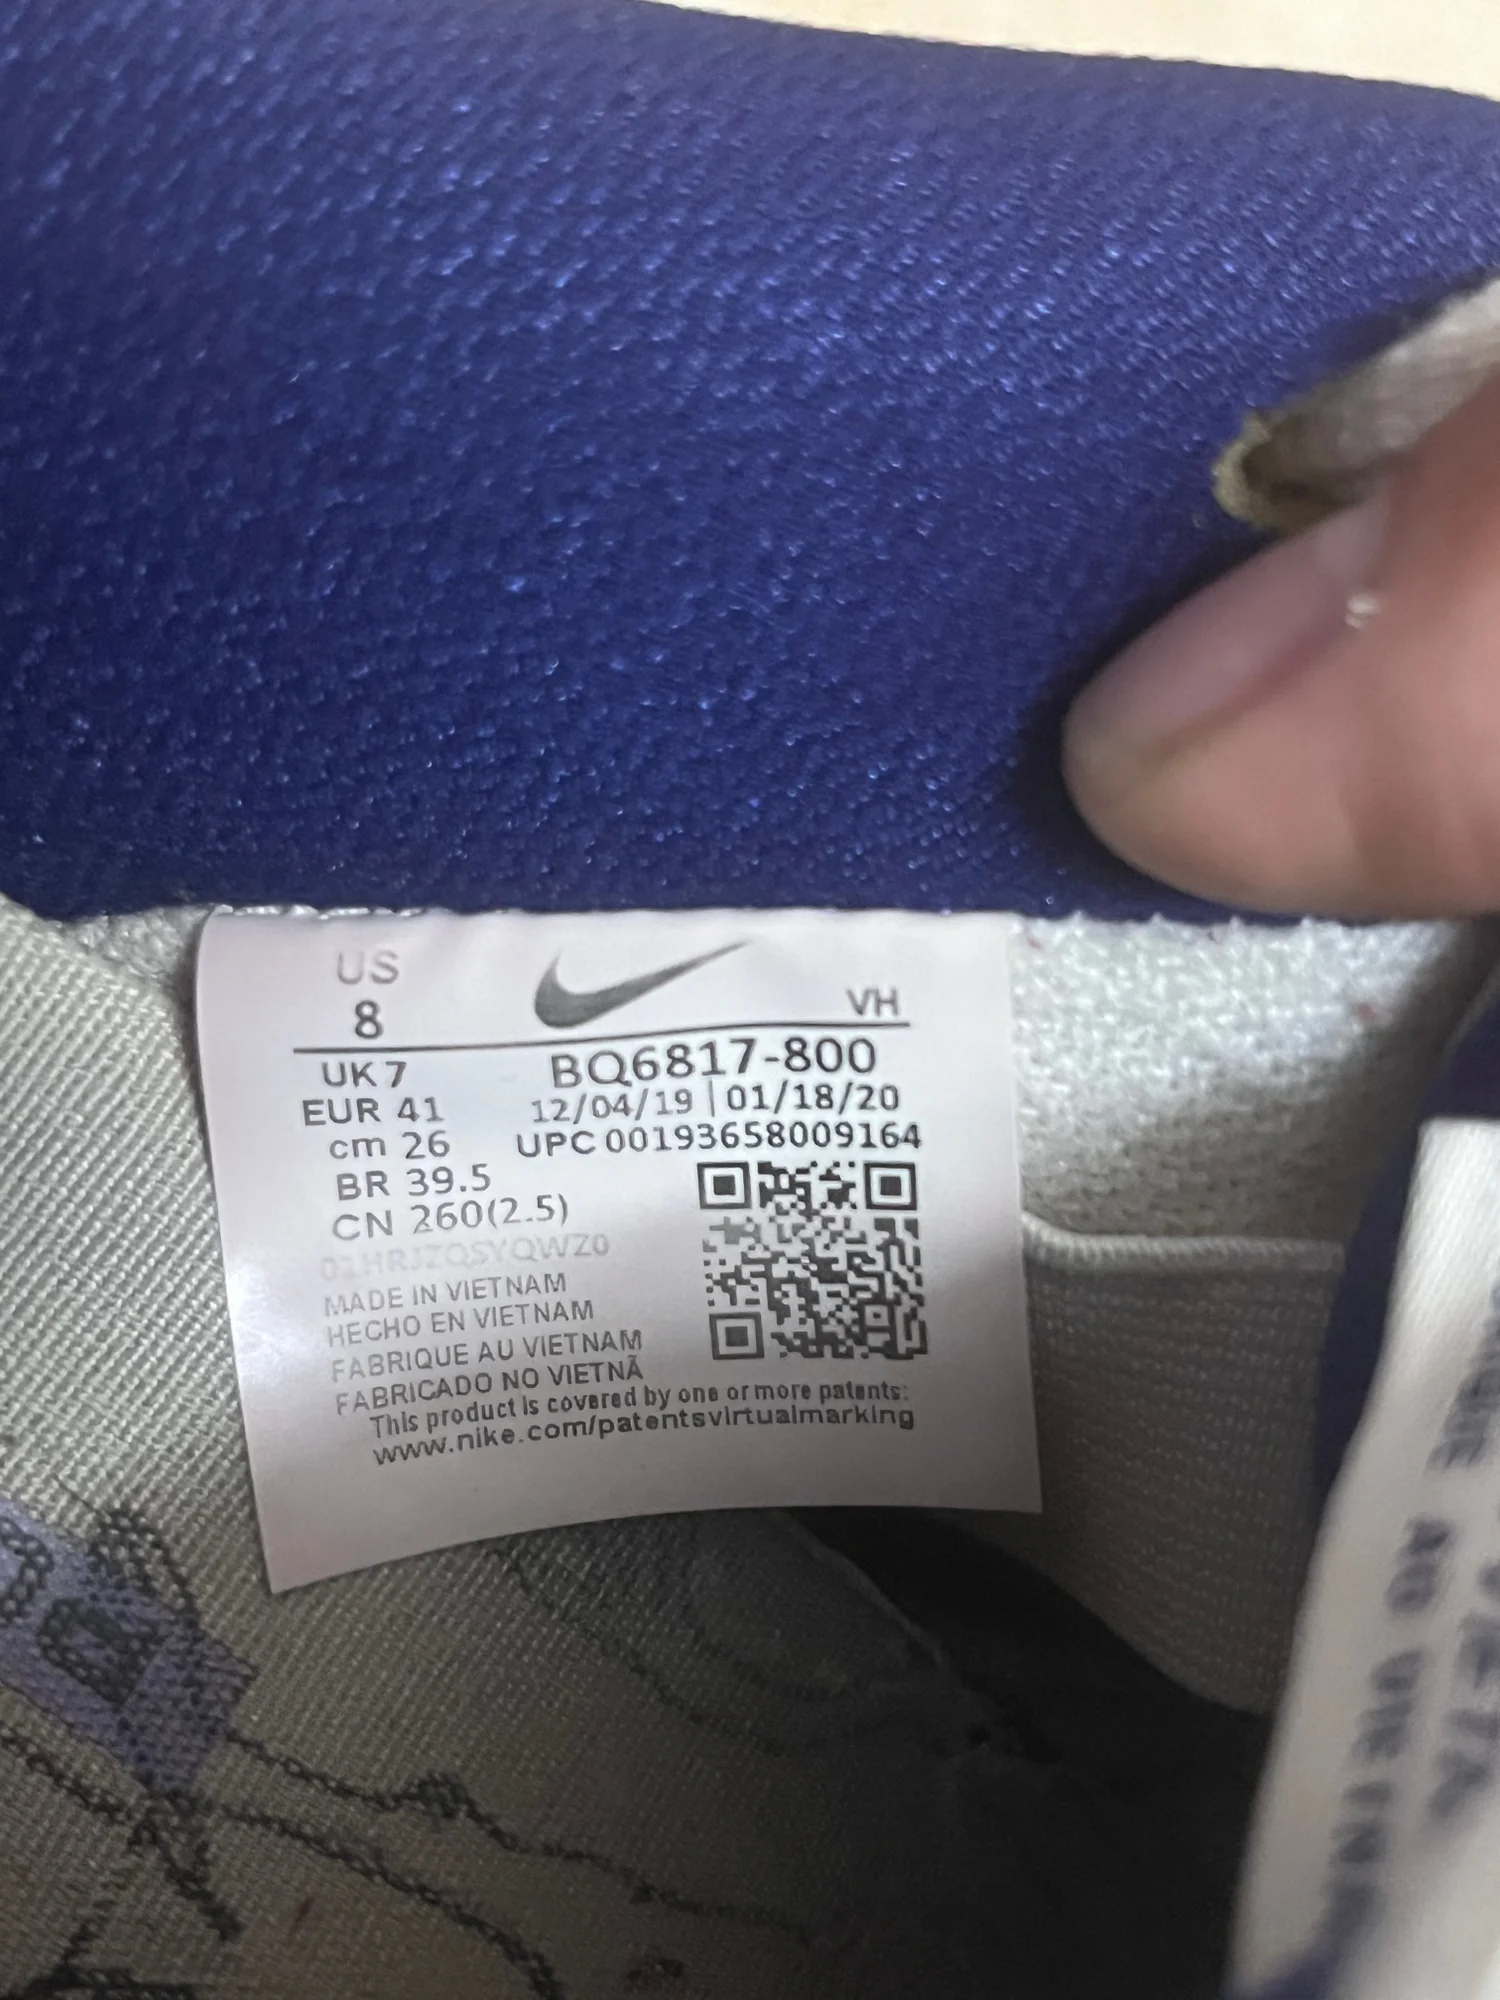 US
8
VH
UK 7
BQ6817-800
EUR 41
12/04/19 | 01/18/20
cm 26
UPC 00193658009164
BR 39.5
CN 260(2.5)
MADE IN VIETNAM
HECHO EN VIETNAM
FABRIQUE AU VIETNAM
FABRICADO NO VIETNÃ
This product is covered by one or more patents:
www.nike.com/patentsvirtualmarking